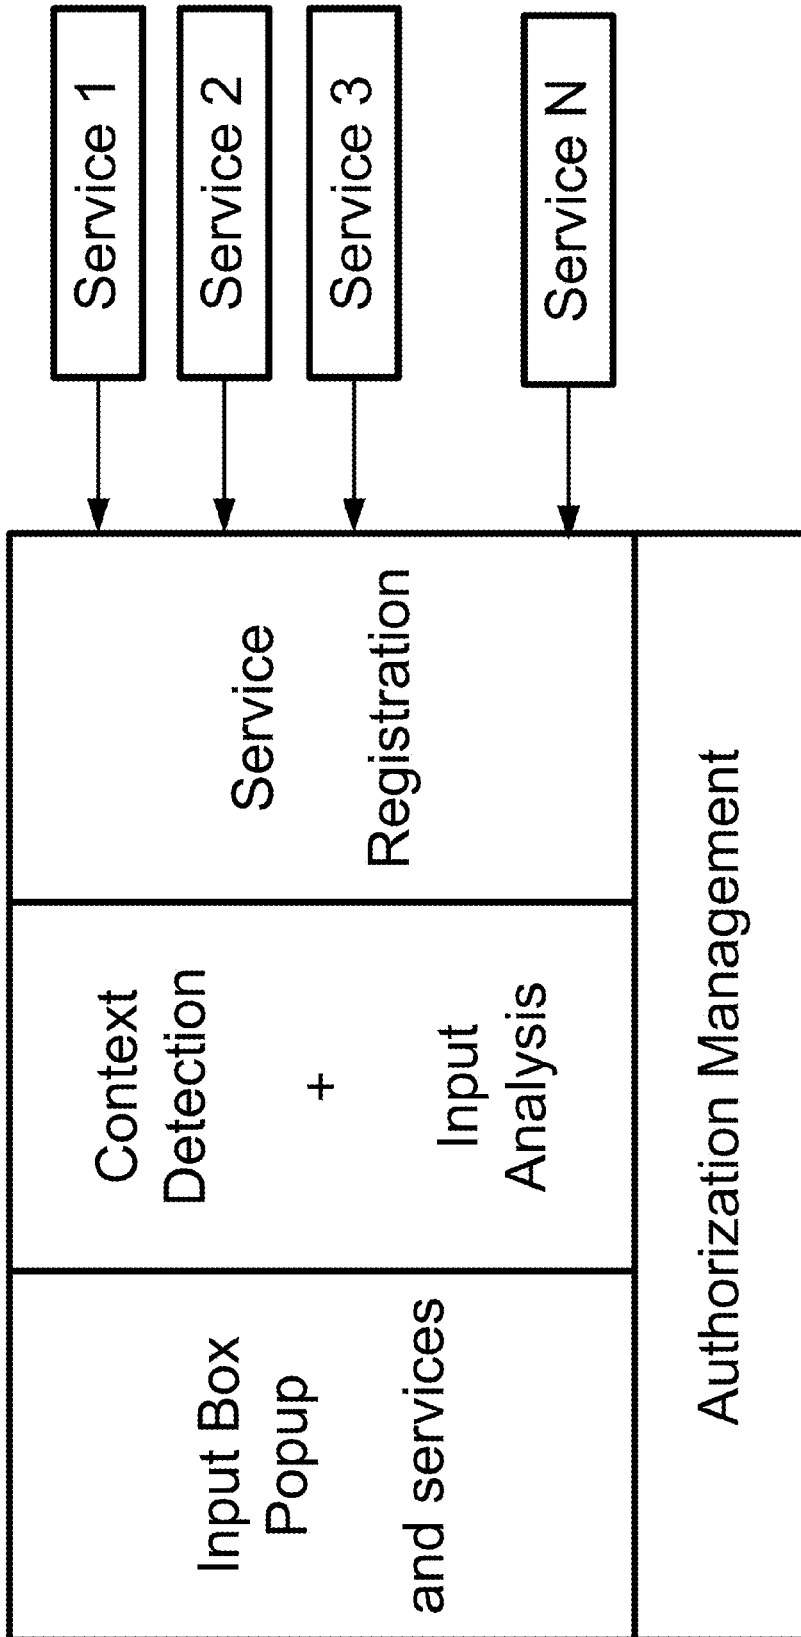 Input Box
Popup
and services
Context
Detection
+
Input
Analysis
Service
Registration
Service 1
Service 2
Service 3
Service N
Authorization Management